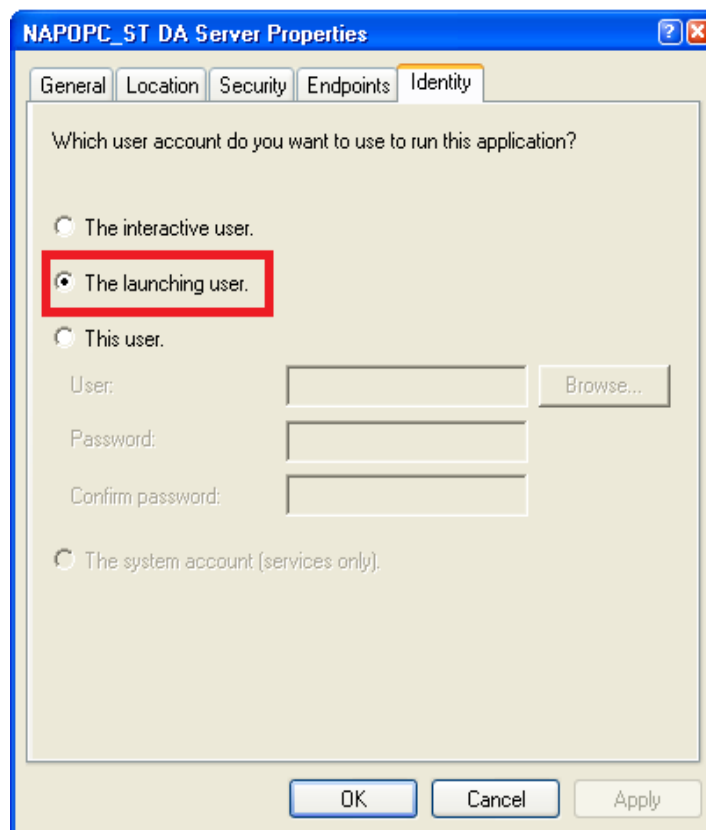 NAPOPC_ST DA Server Properties
General Location Security Endpoints Identity
Which user account do you want to use to run this application?
The interactive user.
The launching user.
This user.
User:
Browse...
Password:
Confirm password:
The system account (services only).
OK Cancel Apply